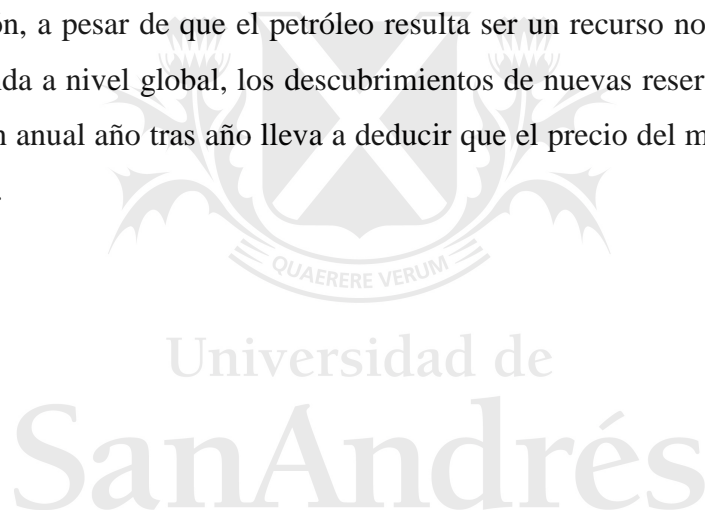 ón, a pesar de que el petróleo resulta ser un recurso no
da a nivel global, los descubrimientos de nuevas reser
n anual año tras año lleva a deducir que el precio del m
.
QUAERERE VERUM
Universidad de
SanAndrés